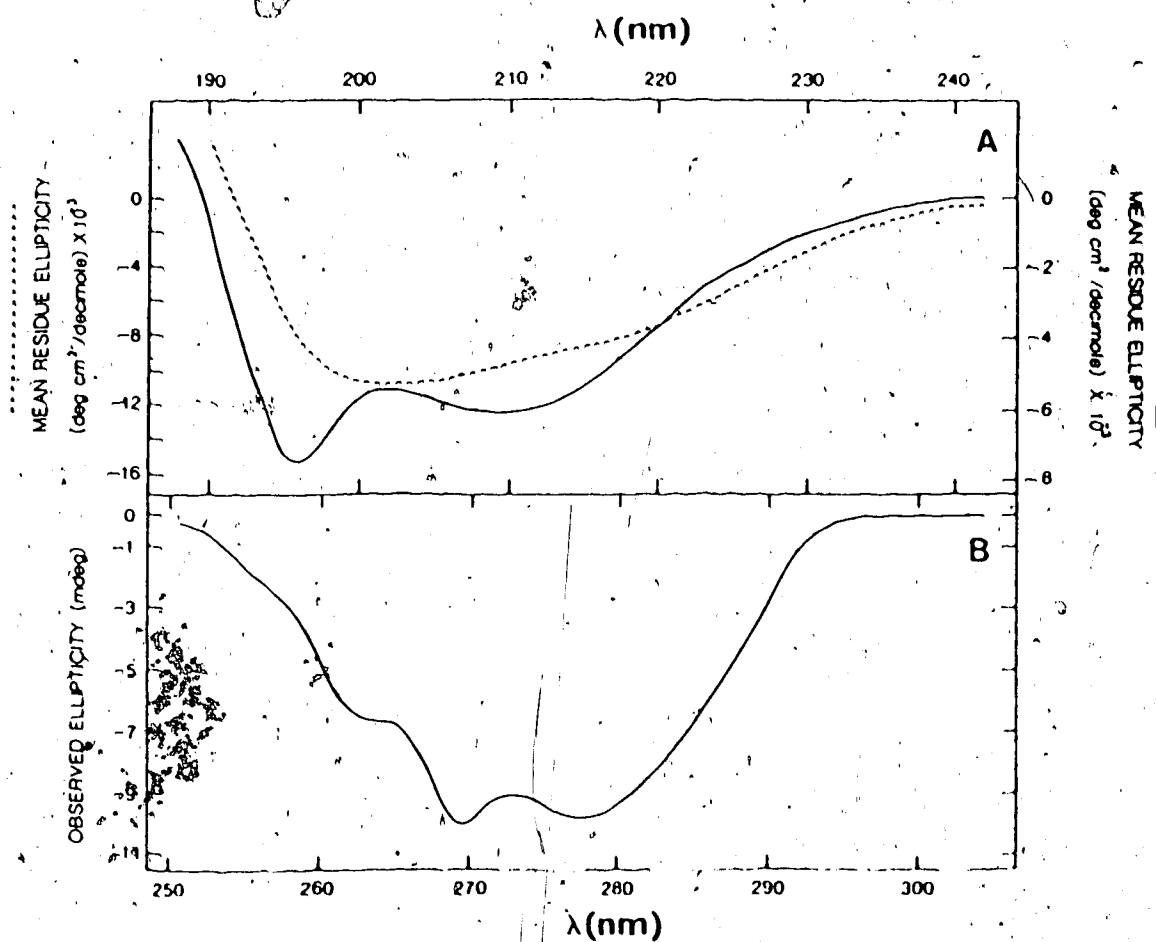 λ(nm)
190 200 210 220 230 240
A
MEAN RESIDUE ELLIPTICITY
(deg cm²/decimole) X 10³
0
-4
-8
-12
-16
0
-2
-4
-6
-8
MEAN RESIDUE ELLIPTICITY
(deg cm²/decimole) X 10³
B
OBSERVED ELLIPTICITY (mdeg)
0
-1
-3
-5
-7
-9
-11
250 260 270 280 290 300
λ(nm)